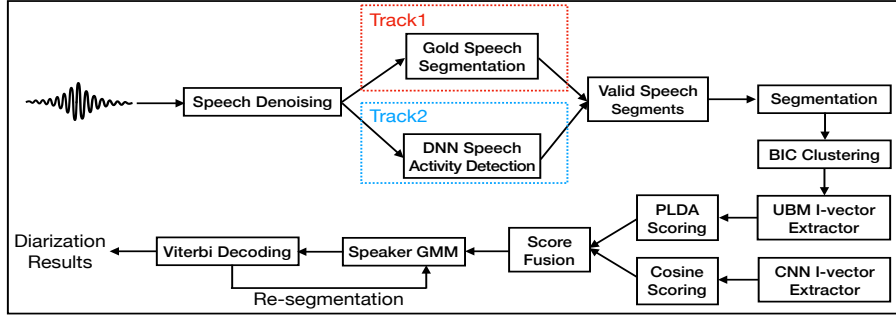 Track1
Gold Speech
Segmentation
Speech Denoising
Valid Speech
Segments
Segmentation
Track2
DNN Speech
Activity Detection
BIC Clustering
UBM I-vector
Extractor
PLDA
Scoring
CNN I-vector
Extractor
Cosine
Scoring
Score
Fusion
Speaker GMM
Viterbi Decoding
Re-segmentation
Diarization
Results